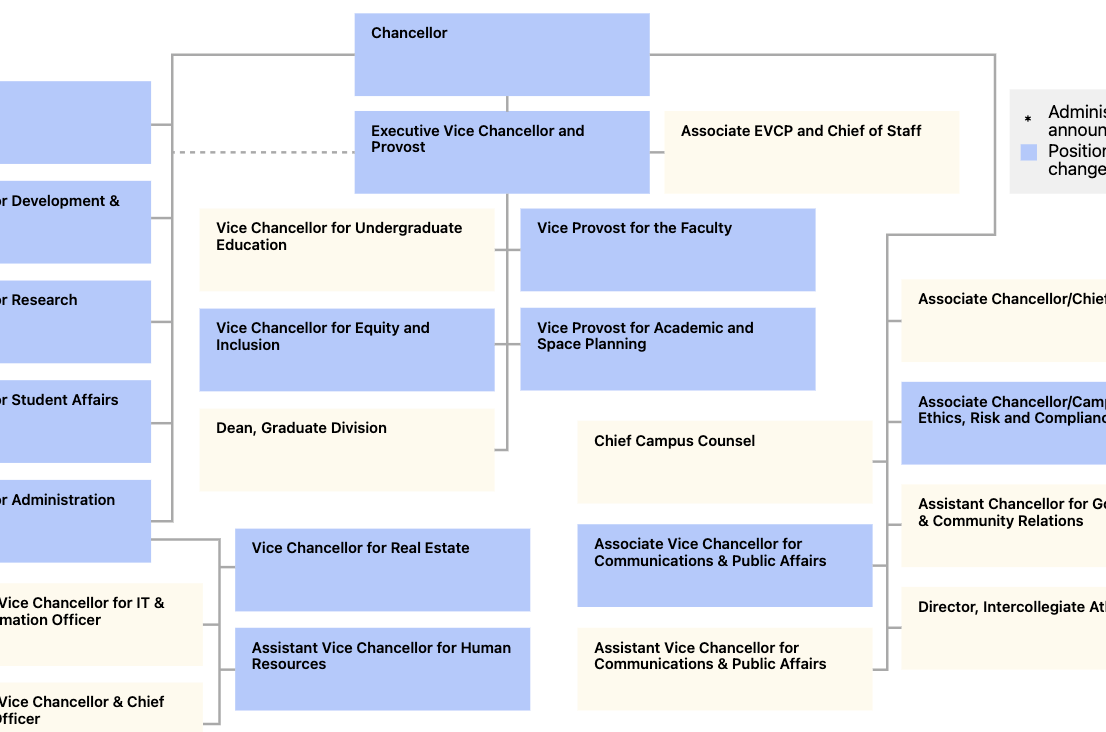 Chancellor
Executive Vice Chancellor and
Provost
Associate EVCP and Chief of Staff
*
announ
Position
change
or Development &
Vice Chancellor for Undergraduate
Education
Vice Provost for the Faculty
or Research
Vice Chancellor for Equity and
Inclusion
Vice Provost for Academic and
Space Planning
Associate Chancellor/Chief
or Student Affairs
Dean, Graduate Division
Chief Campus Counsel
Associate Chancellor/Camp
Ethics, Risk and Complianc
or Administration
Vice Chancellor for Real Estate
Associate Vice Chancellor for
Communications & Public Affairs
Assistant Chancellor for Go
& Community Relations
Vice Chancellor for IT &
mation Officer
Assistant Vice Chancellor for Human
Resources
Assistant Vice Chancellor for
Communications & Public Affairs
Director, Intercollegiate At
Vice Chancellor & Chief
Officer